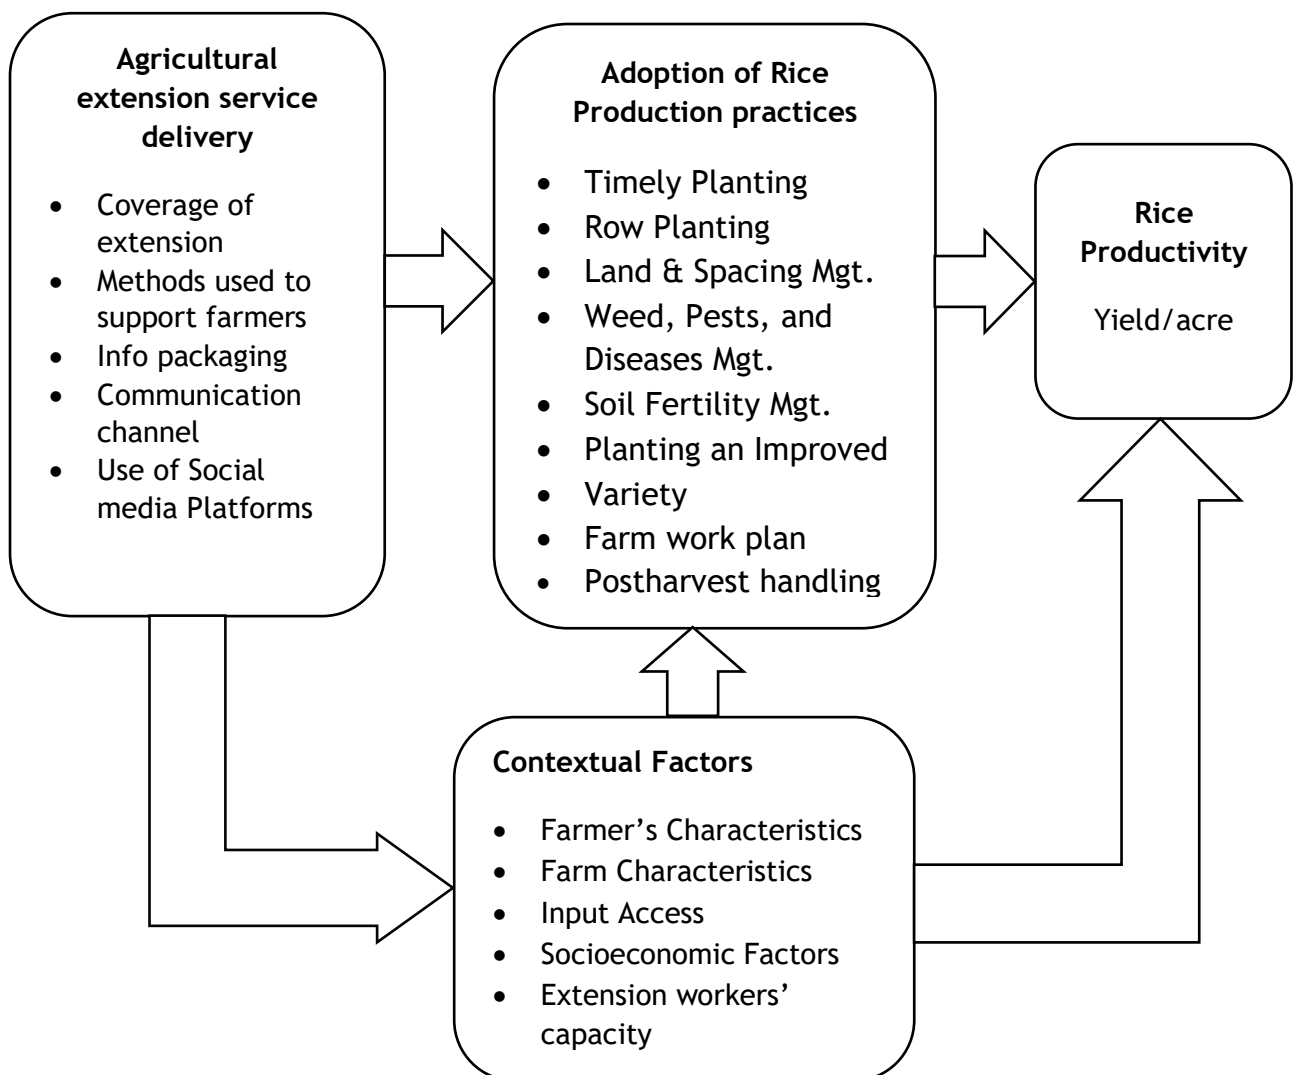 Agricultural
extension service
delivery
• Coverage of
extension
• Methods used to
support farmers
• Info packaging
• Communication
channel
• Use of Social
media Platforms
Adoption of Rice
Production practices
• Timely Planting
• Row Planting
• Land & Spacing Mgt.
• Weed, Pests, and
Diseases Mgt.
• Soil Fertility Mgt.
• Planting an Improved
• Variety
• Farm work plan
• Postharvest handling
Rice
Productivity
Yield/acre
Contextual Factors
• Farmer’s Characteristics
• Farm Characteristics
• Input Access
• Socioeconomic Factors
• Extension workers’
capacity